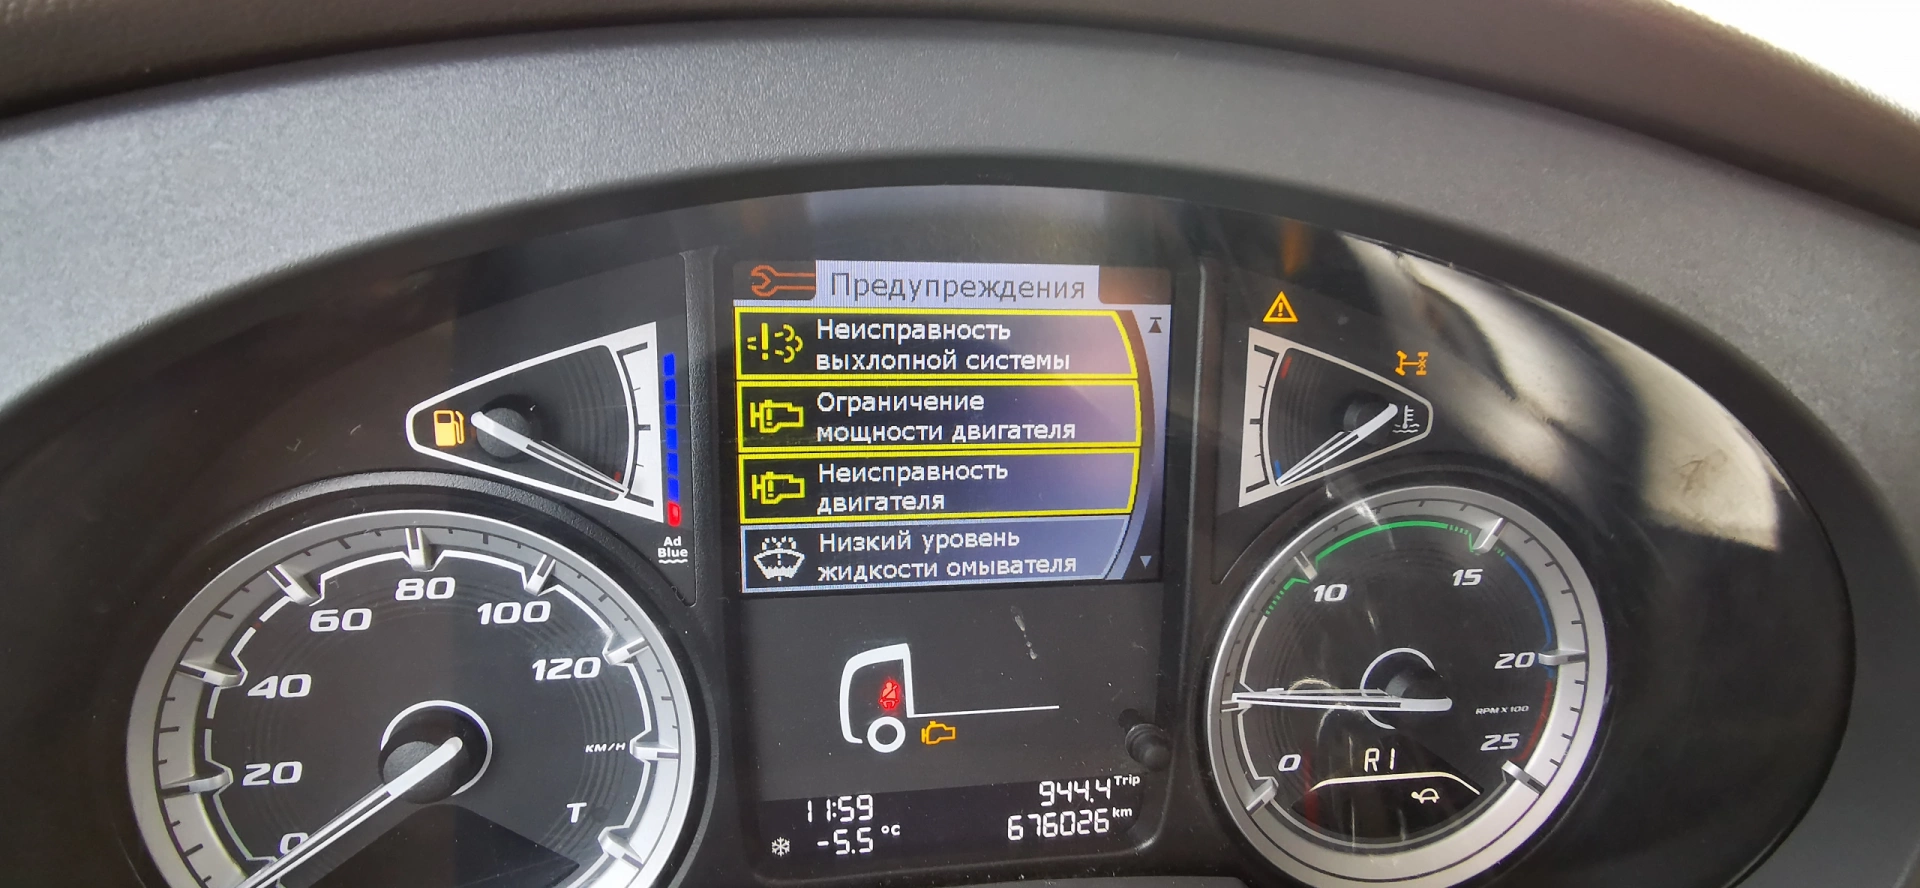 Предупреждения
Неисправность
выхлопной системы
Ограничение
мощности двигателя
Неисправность
двигателя
Низкий уровень
жидкости омывателя
Ad
Blue
0
20
40
60
80
100
120
KM/H
T
0
10
15
20
25
RPM X 100
R1
11:59
-5.5 °C
944.4 Trip
676026 km